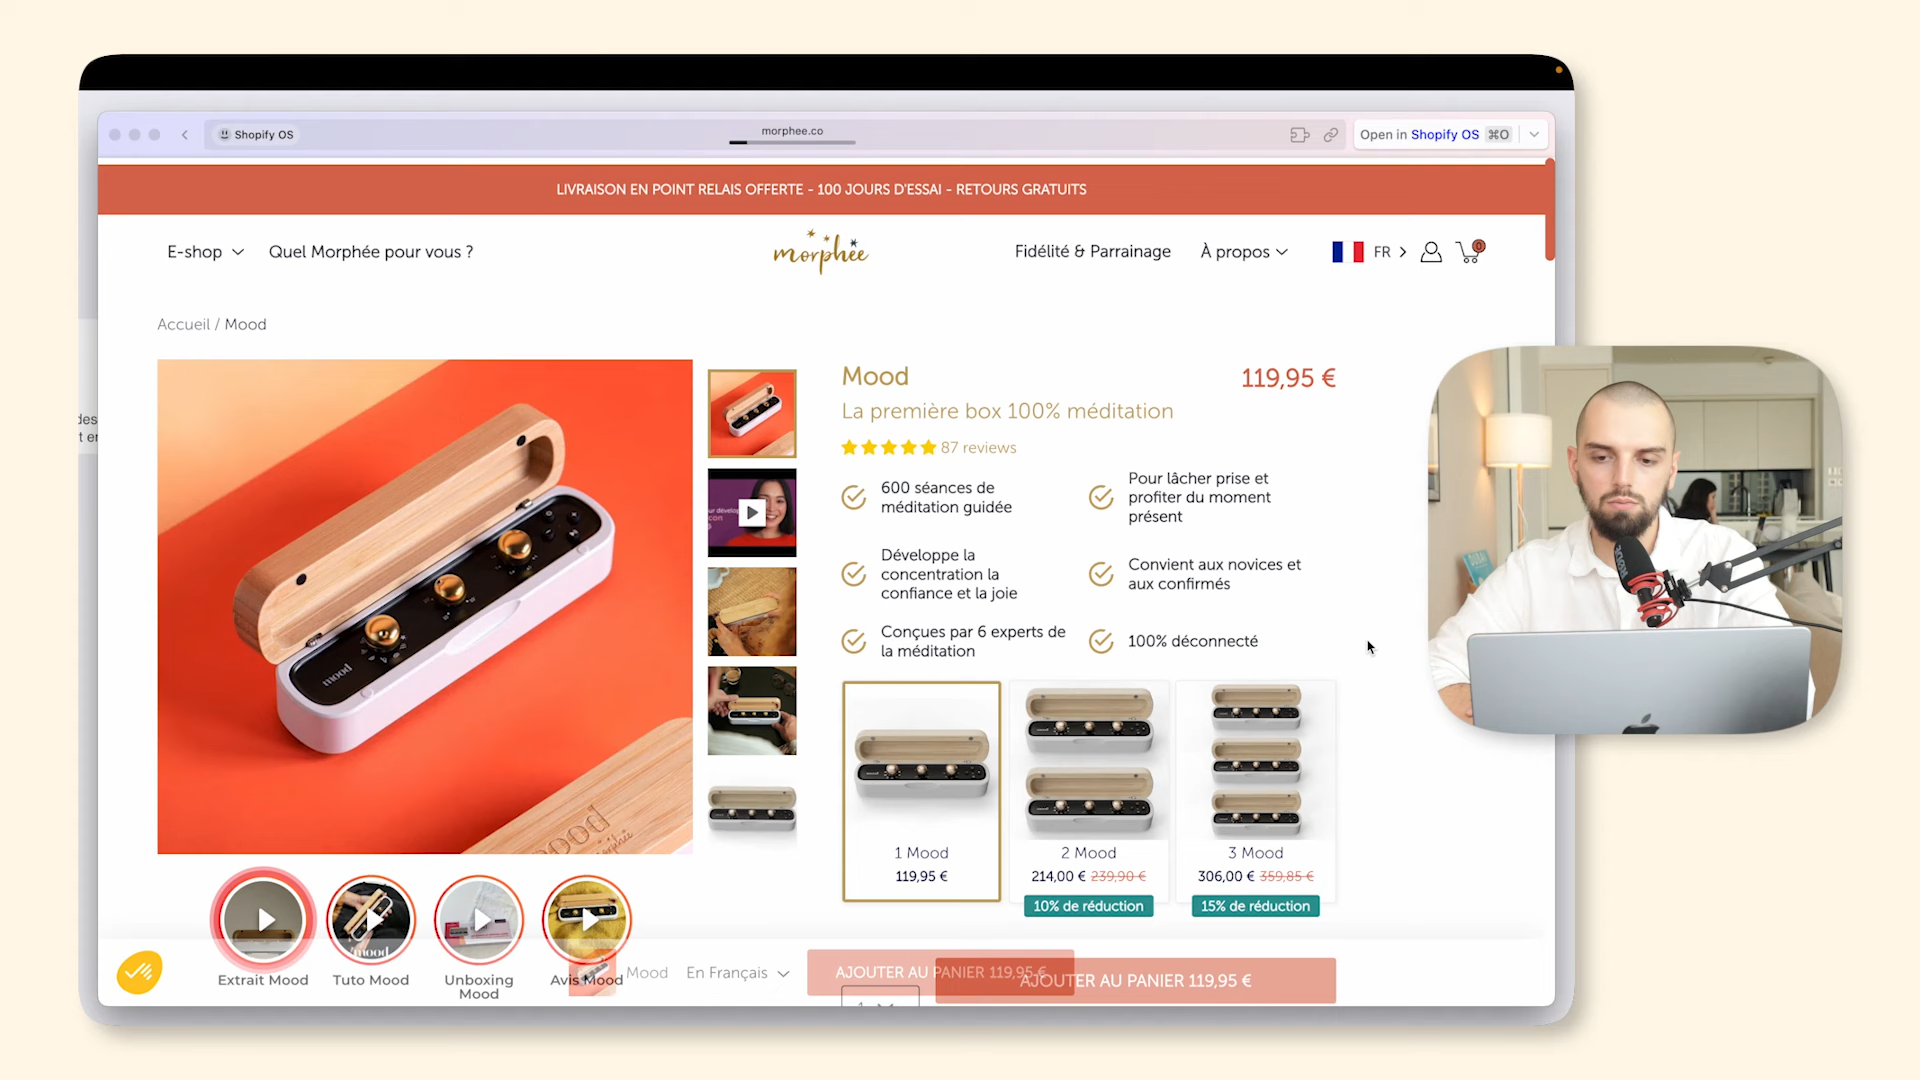 Shopify OS
morphee.co
Open in Shopify OS ⌘O
LIVRAISON EN POINT RELAIS OFFERTE - 100 JOURS D'ESSAI - RETOURS GRATUITS
E-shop
Quel Morphée pour vous ?
morphée
Fidélité & Parrainage
À propos
FR
0
Accueil / Mood
Mood
119,95 €
La première box 100% méditation
87 reviews
600 séances de
méditation guidée
Pour lâcher prise et
profiter du moment
présent
Développe la
concentration la
confiance et la joie
Convient aux novices et
aux confirmés
Conçues par 6 experts de
la méditation
100% déconnecté
mood
mood
morphée
1 Mood
119,95 €
2 Mood
214,00 € 239,90 €
10% de réduction
3 Mood
306,00 € 359,85 €
15% de réduction
mood
Extrait Mood
Tuto Mood
Unboxing
Mood
Avis Mood
Mood
En Français
AJOUTER AU PANIER 119,95 €
AJOUTER AU PANIER 119,95 €
RODE